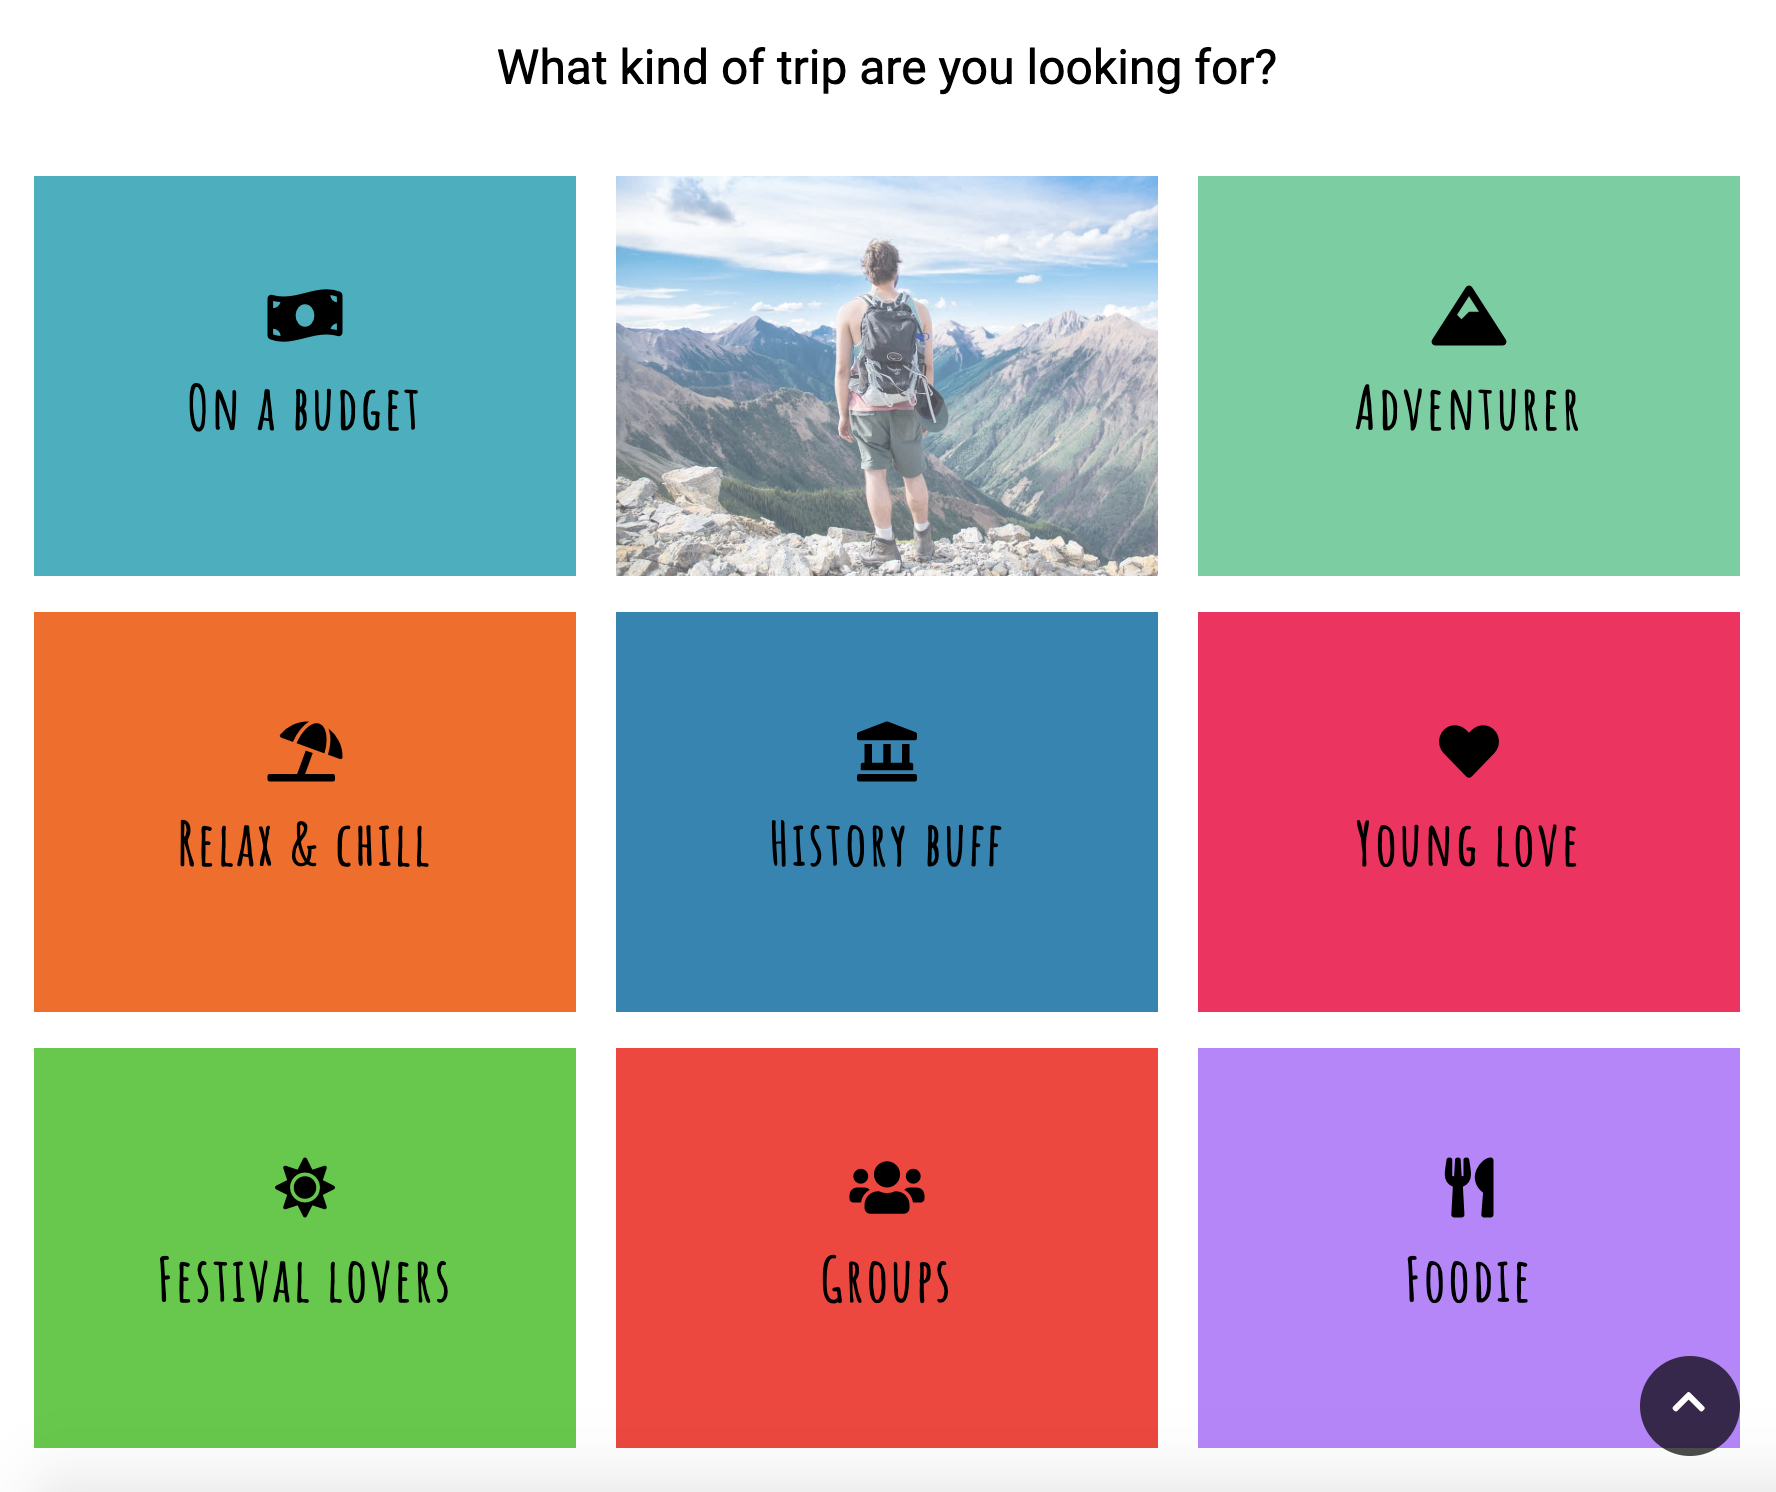 What kind of trip are you looking for?
On a budget
Adventurer
Relax & chill
History buff
Young love
Festival lovers
Groups
Foodie